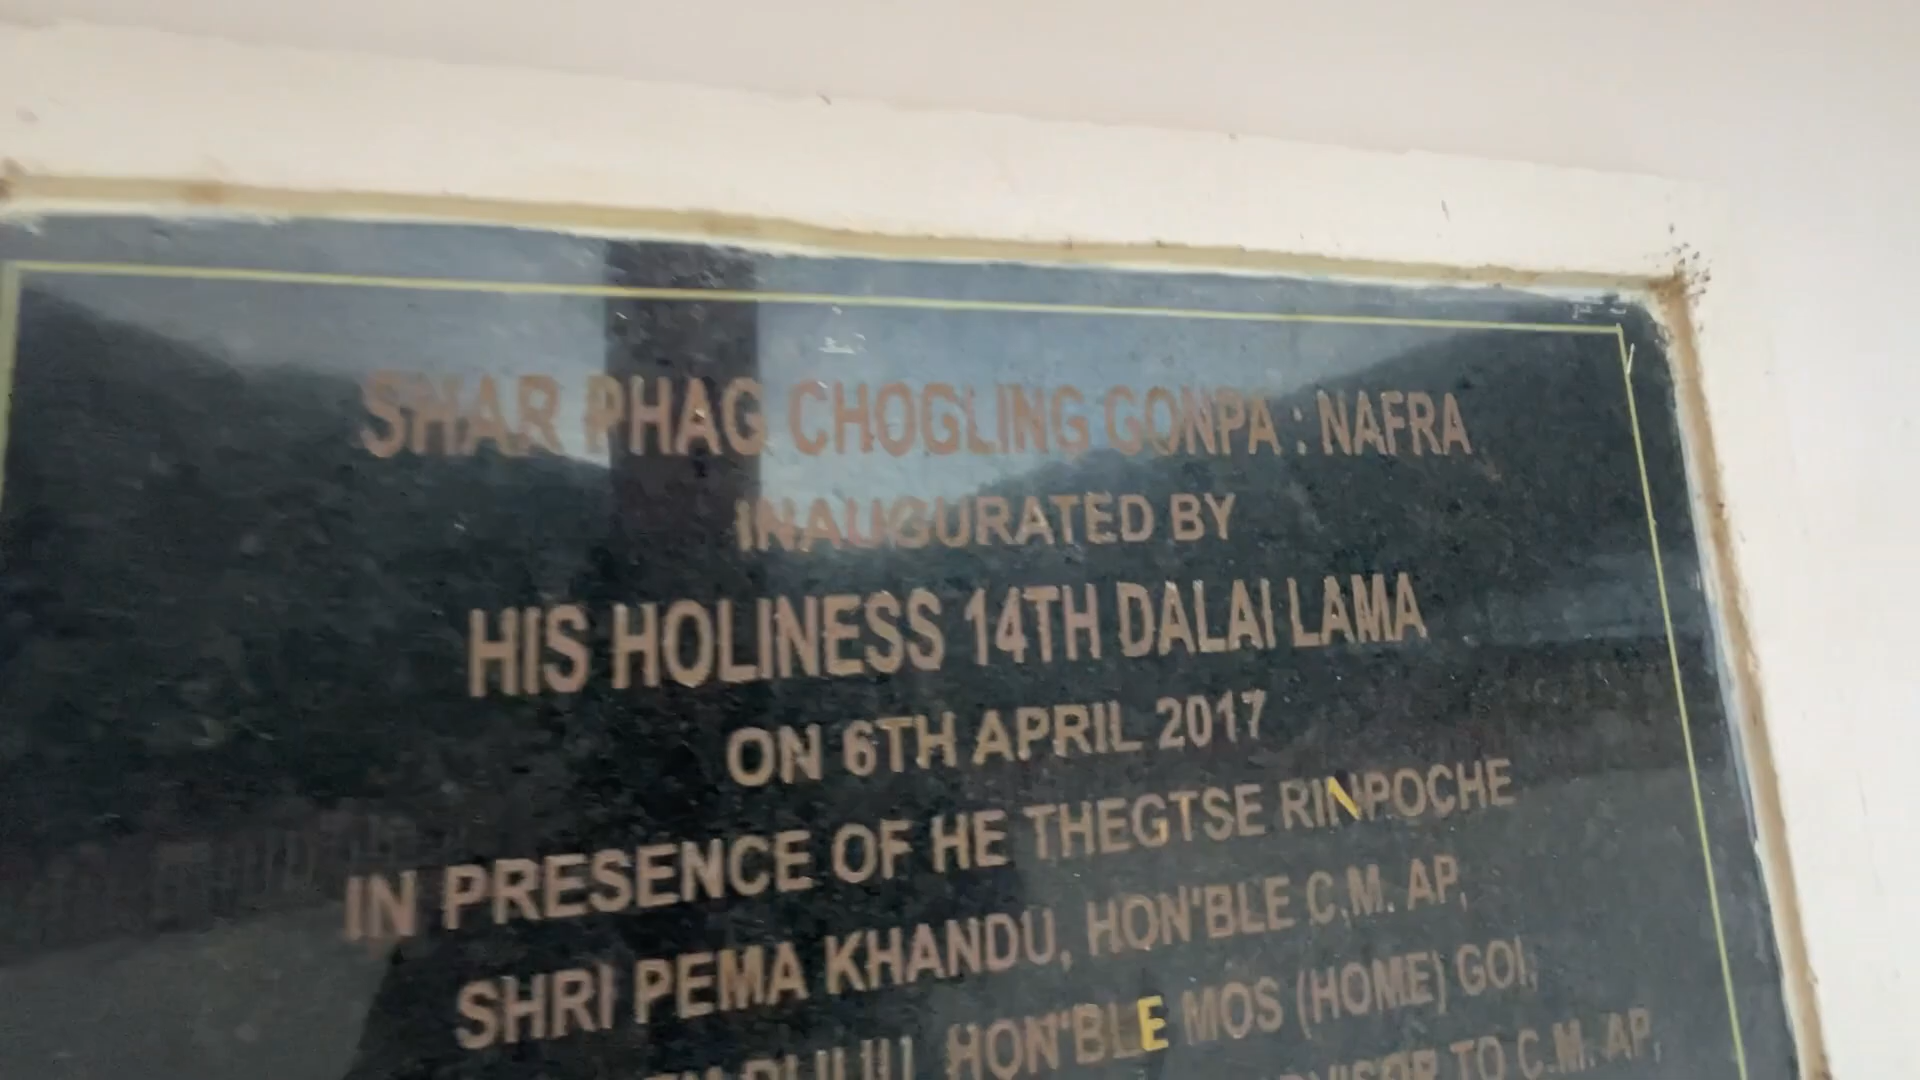 SHAR PHAG CHOGLING GONPA : NAFRA
INAUGURATED BY
HIS HOLINESS 14TH DALAI LAMA
ON 6TH APRIL 2017
IN PRESENCE OF HE THEGTSE RINPOCHE
SHRI PEMA KHANDU, HON'BLE C.M. AP,
HON'BLE MOS (HOME) GOI,
TO C.M. AP,